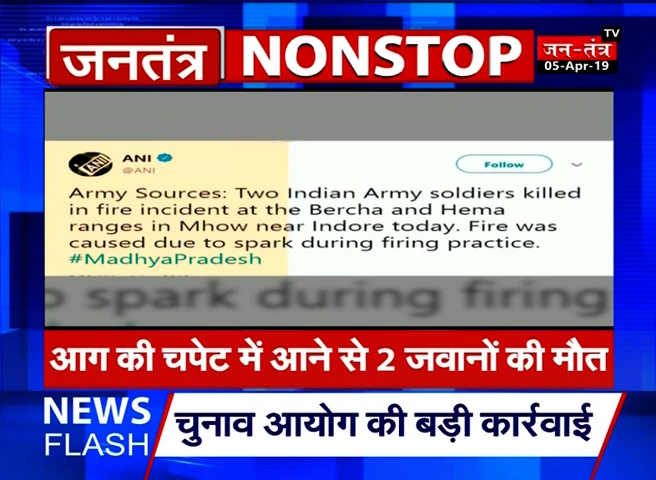 जनतंत्र NONSTOP
TV
जन-तंत्र
05-Apr-19
ANI
ANI
@ANI
Follow
Army Sources: Two Indian Army soldiers killed
in fire incident at the Bercha and Hema
ranges in Mhow near Indore today. Fire was
caused due to spark during firing practice.
#MadhyaPradesh
spark during firing
आग की चपेट में आने से 2 जवानों की मौत
NEWS
FLASH
चुनाव आयोग की बड़ी कार्रवाई